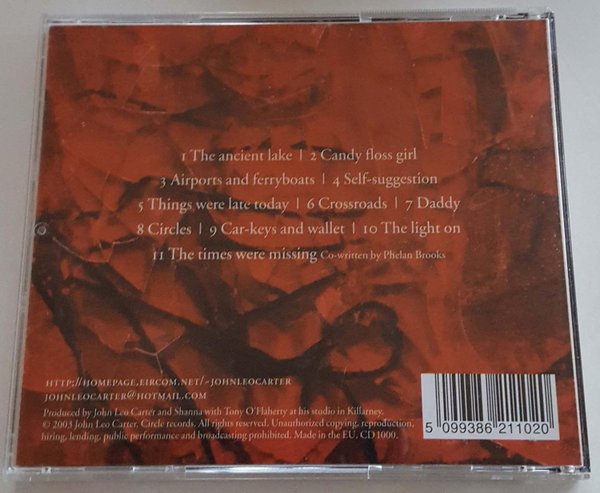 1 The ancient lake | 2 Candy floss girl
3 Airports and ferryboats | 4 Self-suggestion
5 Things were late today | 6 Crossroads | 7 Daddy
8 Circles | 9 Car-keys and wallet | 10 The light on
11 The times were missing Co-written by Phelan Brooks
HTTP://HOMEPAGE.EIRCOM.NET/~JOHNLEOCARTER
JOHNLEOCARTER@HOTMAIL.COM
Produced by John Leo Carter and Shanna with Tony O'Flaherty at his studio in Killarney.
© 2003 John Leo Carter, Circle records. All rights reserved. Unauthorized copying, reproduction,
hiring, lending, public performance and broadcasting prohibited. Made in the EU. CD 1000.
5 099386 211020